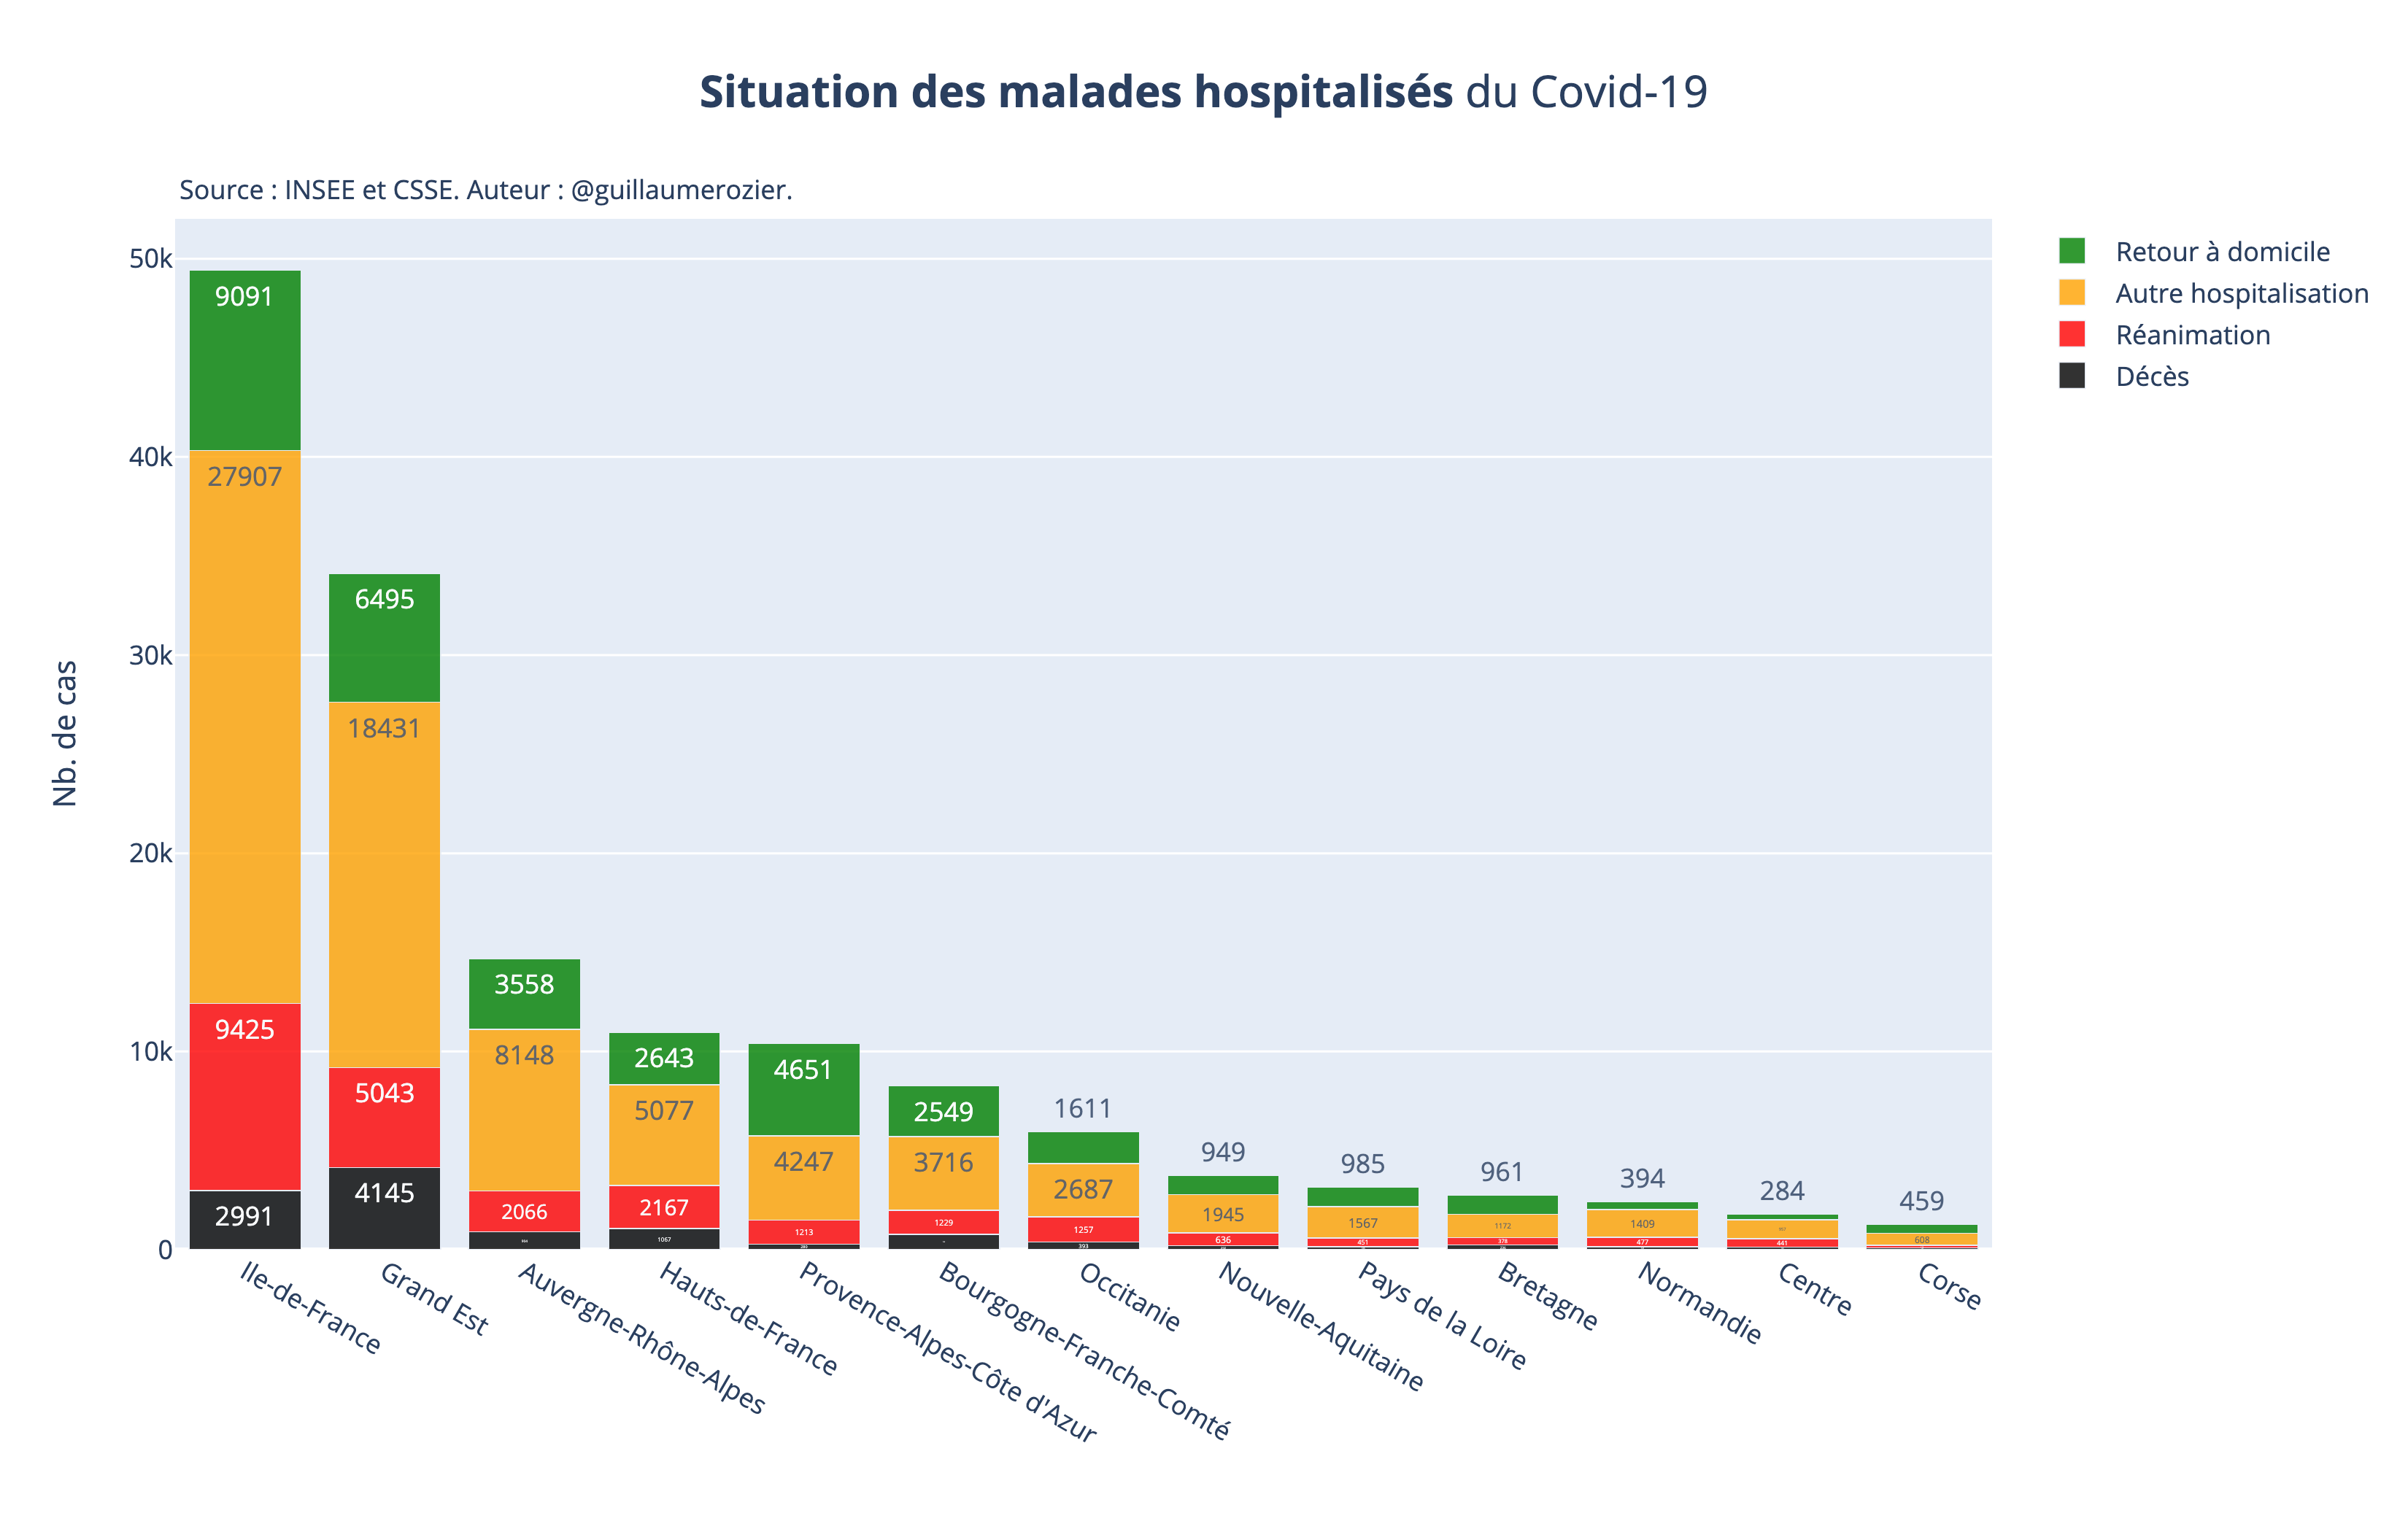 Situation des malades hospitalisés du Covid-19
Source : INSEE et CSSE. Auteur : @guillaumerozier.
Retour à domicile
Autre hospitalisation
Réanimation
Décès
Nb. de cas
50k
40k
30k
20k
10k
0
9091
27907
9425
2991
6495
18431
5043
4145
3558
8148
2066
2643
5077
2167
1067
4651
4247
1213
2549
3716
1229
1611
2687
1257
393
949
1945
636
985
1567
451
961
1172
378
394
1409
477
284
441
459
608
Ile-de-France
Grand Est
Auvergne-Rhône-Alpes
Hauts-de-France
Provence-Alpes-Côte d'Azur
Bourgogne-Franche-Comté
Occitanie
Nouvelle-Aquitaine
Pays de la Loire
Bretagne
Normandie
Centre
Corse